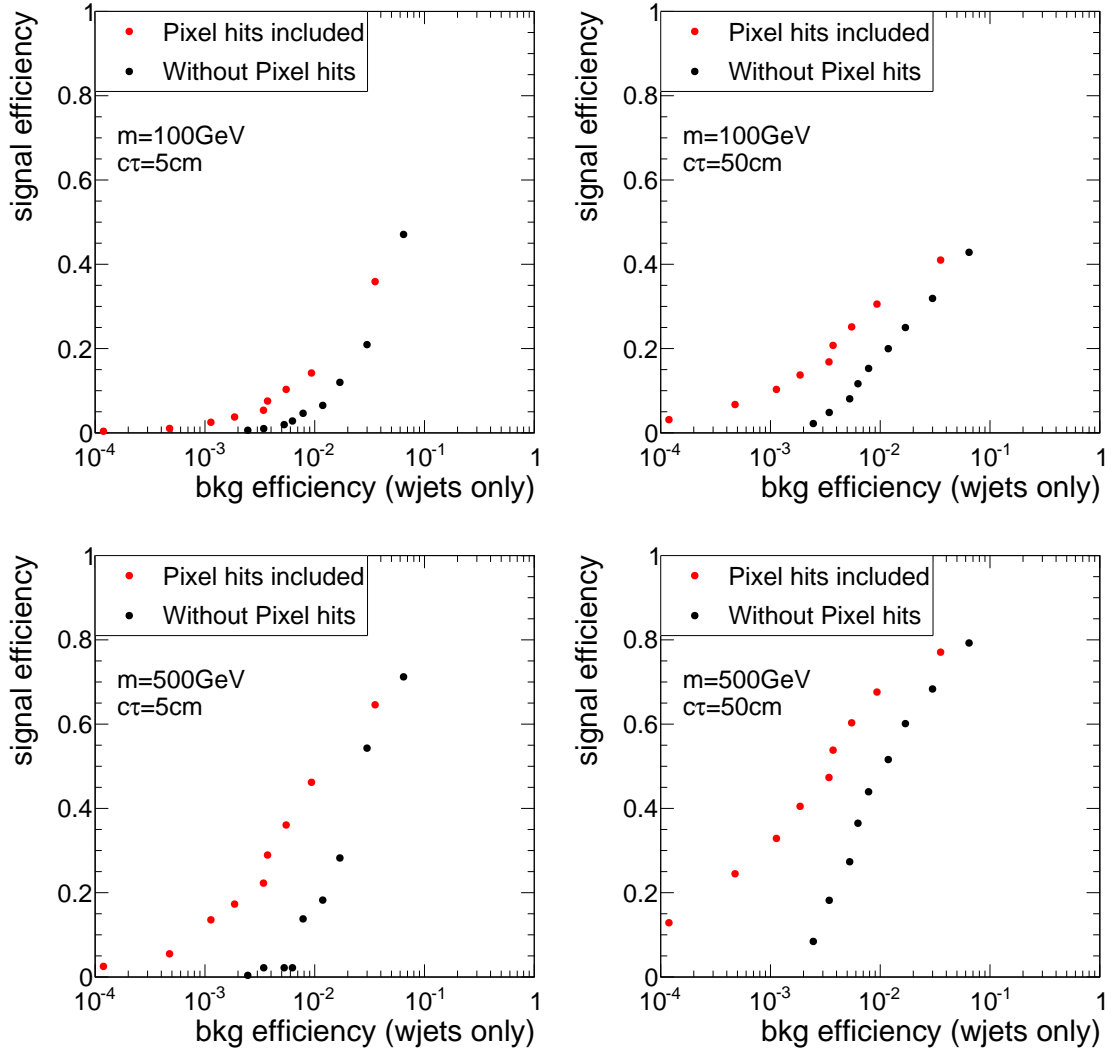 signal efficiency
1
0.8
0.6
0.4
0.2
0
Pixel hits included
Without Pixel hits
m=100GeV
cτ=5cm
10^-4 10^-3 10^-2 10^-1 1
bkg efficiency (wjets only)
signal efficiency
1
0.8
0.6
0.4
0.2
0
Pixel hits included
Without Pixel hits
m=100GeV
cτ=50cm
10^-4 10^-3 10^-2 10^-1 1
bkg efficiency (wjets only)
signal efficiency
1
0.8
0.6
0.4
0.2
0
Pixel hits included
Without Pixel hits
m=500GeV
cτ=5cm
10^-4 10^-3 10^-2 10^-1 1
bkg efficiency (wjets only)
signal efficiency
1
0.8
0.6
0.4
0.2
0
Pixel hits included
Without Pixel hits
m=500GeV
cτ=50cm
10^-4 10^-3 10^-2 10^-1 1
bkg efficiency (wjets only)